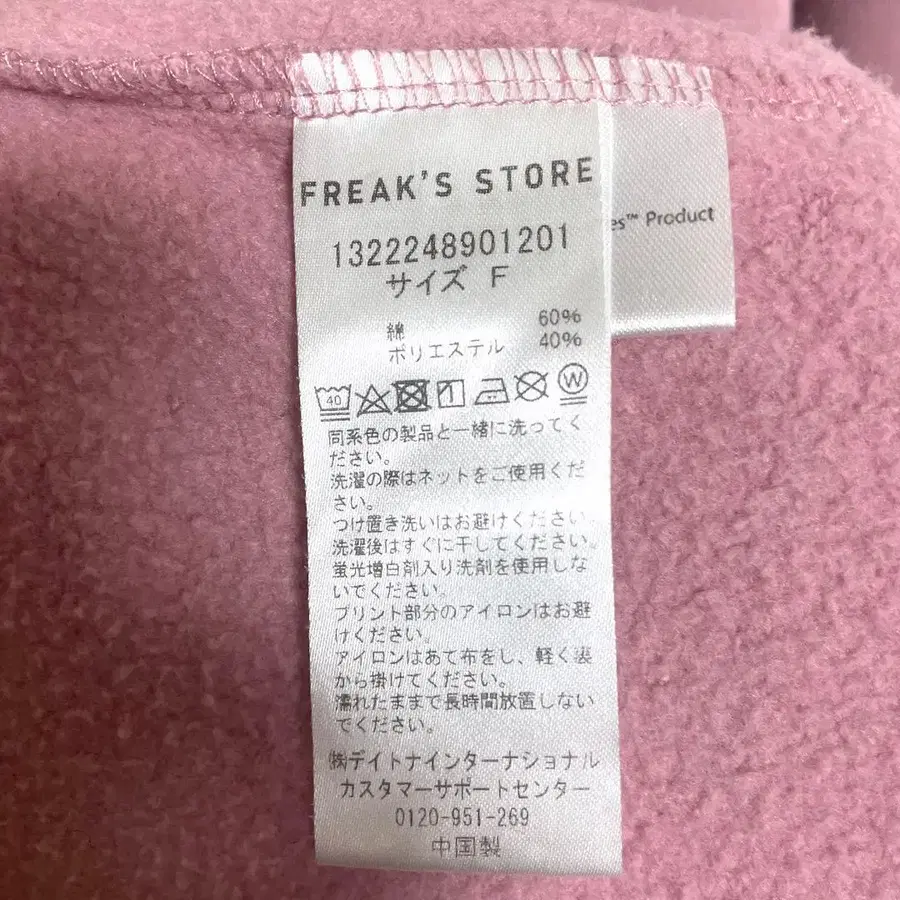 FREAK'S STORE
1322248901201
サイズ F
綿 60%
ポリエステル 40%
40
W
同系色の製品と一緒に洗ってく
ださい。
洗濯の際はネットをご使用くだ
さい。
つけ置き洗いはお避けください。
洗濯後はすぐに干してください。
蛍光増白剤入り洗剤を使用しな
いでください。
プリント部分のアイロンはお避
けください。
アイロンはあて布をし、軽く裏
から掛けてください。
濡れたままで長時間放置しない
でください。
㈱デイトナインターナショナル
カスタマーサポートセンター
0120-951-269
中国製
es™ Product